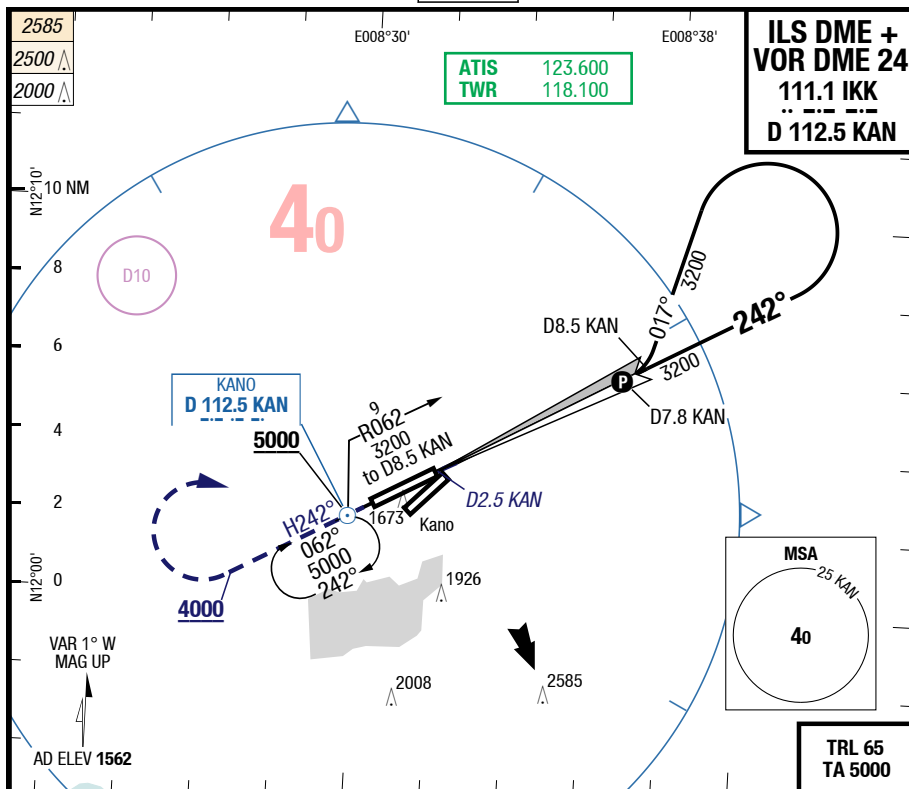 2585
2500
2000
E008°30'
E008°38'
ATIS 123.600
TWR 118.100
ILS DME +
VOR DME 24
111.1 IKK
D 112.5 KAN
N12°10'
10 NM
40
D10
8
6
4
2
0
N12°00'
3200
017°
242°
3200
D8.5 KAN
P
D7.8 KAN
KANO
D 112.5 KAN
5000
9
R062
3200
to D8.5 KAN
D2.5 KAN
1673
Kano
H242°
062°
5000
242°
4000
1926
2008
2585
MSA
25 KAN
40
VAR 1° W
MAG UP
AD ELEV 1562
TRL 65
TA 5000